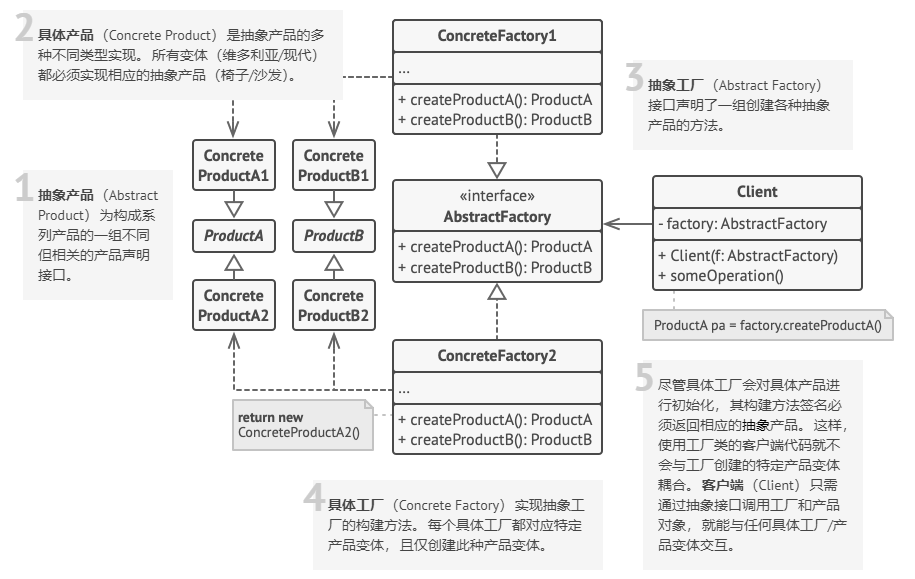 2
具体产品 （Concrete Product） 是抽象产品的多
种不同类型实现。 所有变体 （维多利亚/现代）
都必须实现相应的抽象产品 （椅子/沙发）。
ConcreteFactory1
...
+ createProductA(): ProductA
+ createProductB(): ProductB
3
抽象工厂 （Abstract Factory）
接口声明了一组创建各种抽象
产品的方法。
Concrete
ProductA1
Concrete
ProductB1
1
抽象产品 （Abstract
Product） 为构成系
列产品的一组不同
但相关的产品声明
接口。
ProductA
ProductB
Concrete
ProductA2
Concrete
ProductB2
«interface»
AbstractFactory
+ createProductA(): ProductA
+ createProductB(): ProductB
Client
- factory: AbstractFactory
+ Client(f: AbstractFactory)
+ someOperation()
ProductA pa = factory.createProductA()
ConcreteFactory2
...
+ createProductA(): ProductA
+ createProductB(): ProductB
return new
ConcreteProductA2()
4
具体工厂 （Concrete Factory） 实现抽象工
厂的构建方法。 每个具体工厂都对应特定
产品变体， 且仅创建此种产品变体。
5
尽管具体工厂会对具体产品进
行初始化， 其构建方法签名必
须返回相应的抽象产品。 这样，
使用工厂类的客户端代码就不
会与工厂创建的特定产品变体
耦合。 客户端 （Client） 只需
通过抽象接口调用工厂和产品
对象， 就能与任何具体工厂/产
品变体交互。